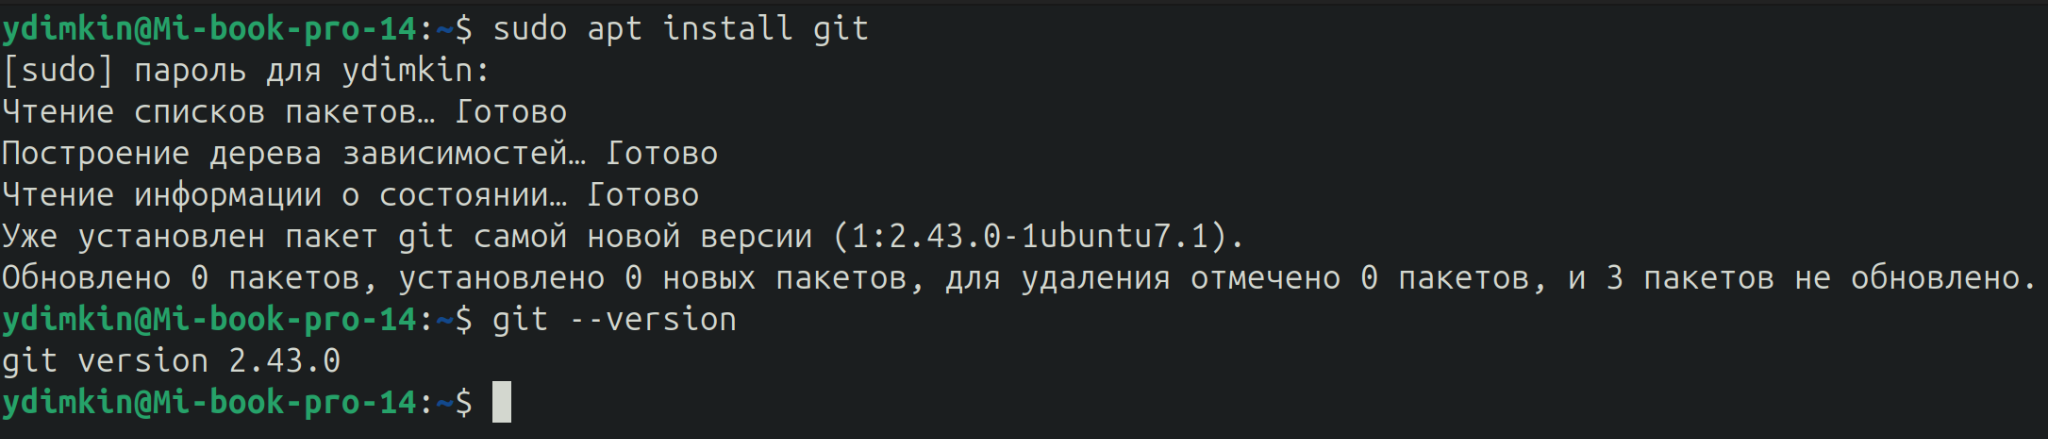 ydimkin@Mi-book-pro-14:~$ sudo apt install git
[sudo] пароль для ydimkin:
Чтение списков пакетов… Готово
Построение дерева зависимостей… Готово
Чтение информации о состоянии… Готово
Уже установлен пакет git самой новой версии (1:2.43.0-1ubuntu7.1).
Обновлено 0 пакетов, установлено 0 новых пакетов, для удаления отмечено 0 пакетов, и 3 пакетов не обновлено.
ydimkin@Mi-book-pro-14:~$ git --version
git version 2.43.0
ydimkin@Mi-book-pro-14:~$